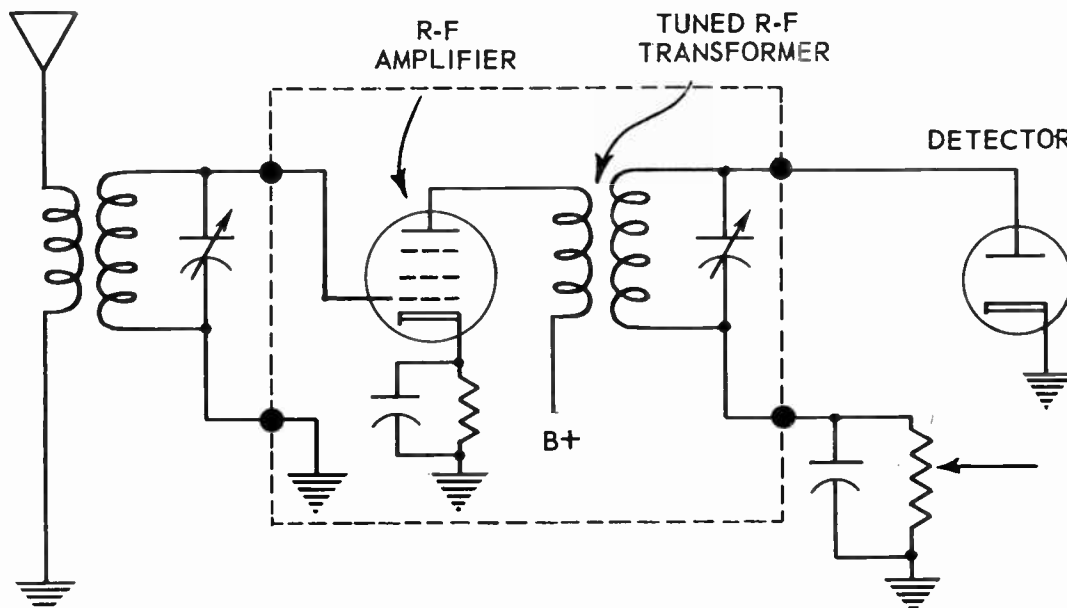 R-F
AMPLIFIER
TUNED R-F
TRANSFORMER
DETECTOR
B+